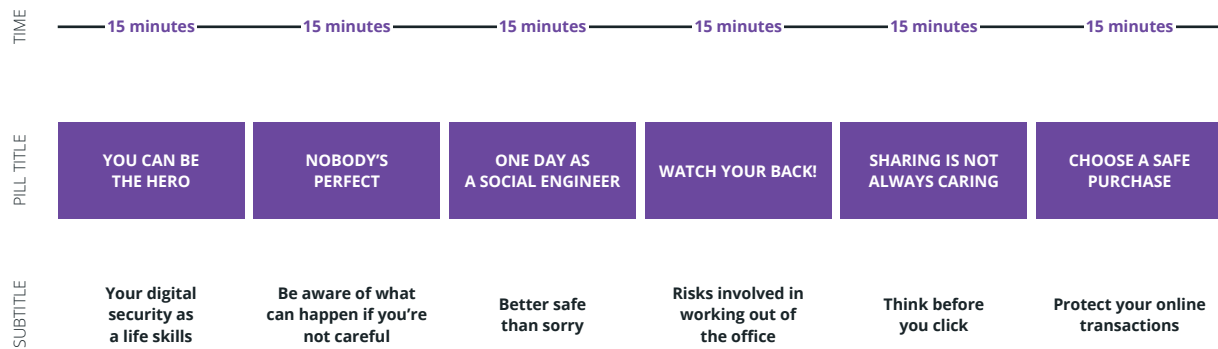 TIME
15 minutes
15 minutes
15 minutes
15 minutes
15 minutes
15 minutes
PILL TITLE
YOU CAN BE
THE HERO
NOBODY'S
PERFECT
ONE DAY AS
A SOCIAL ENGINEER
WATCH YOUR BACK!
SHARING IS NOT
ALWAYS CARING
CHOOSE A SAFE
PURCHASE
SUBTITLE
Your digital
security as
a life skills
Be aware of what
can happen if you're
not careful
Better safe
than sorry
Risks involved in
working out of
the office
Think before
you click
Protect your online
transactions